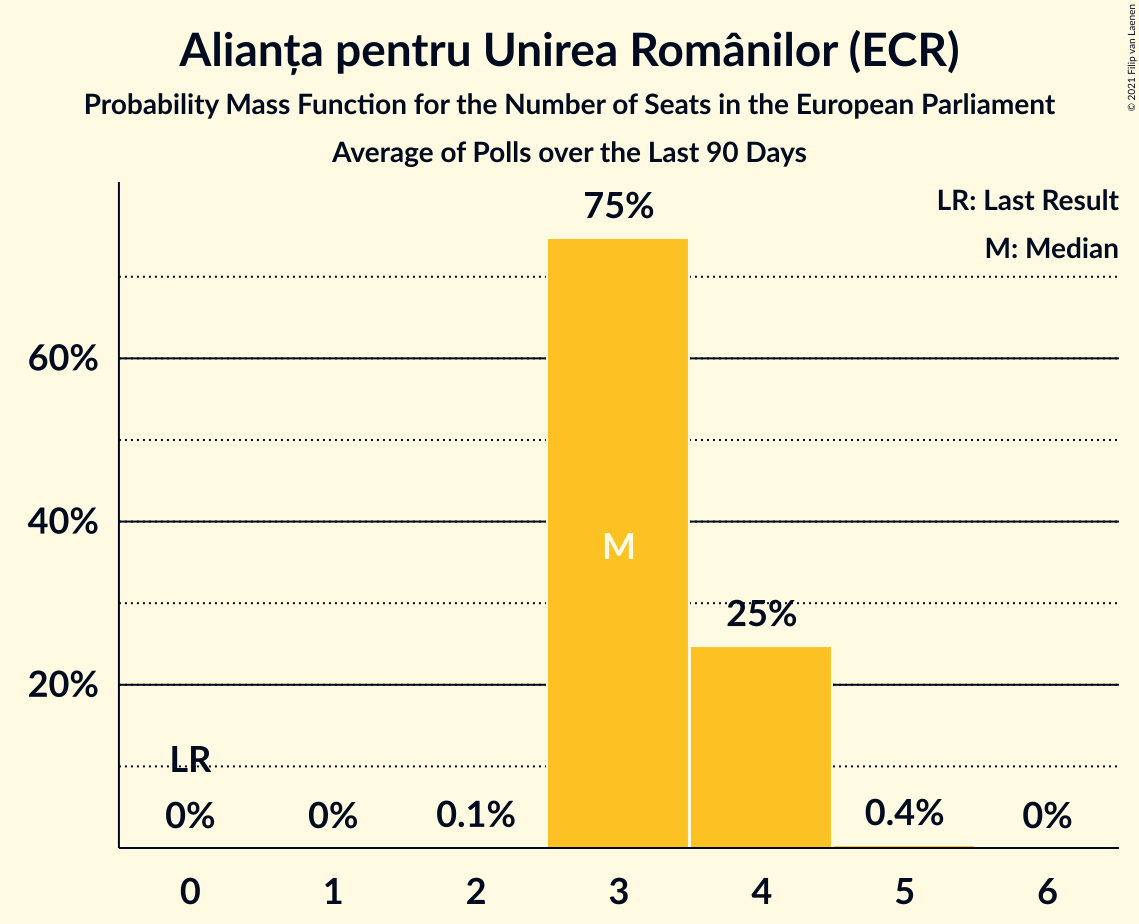 Alianța pentru Unirea Românilor (ECR)
Probability Mass Function for the Number of Seats in the European Parliament
Average of Polls over the Last 90 Days
© 2021 Filip van Laenen
LR: Last Result
M: Median
75%
60%
40%
M
25%
20%
LR
0% 0% 0.1% 0.4% 0%
0 1 2 3 4 5 6